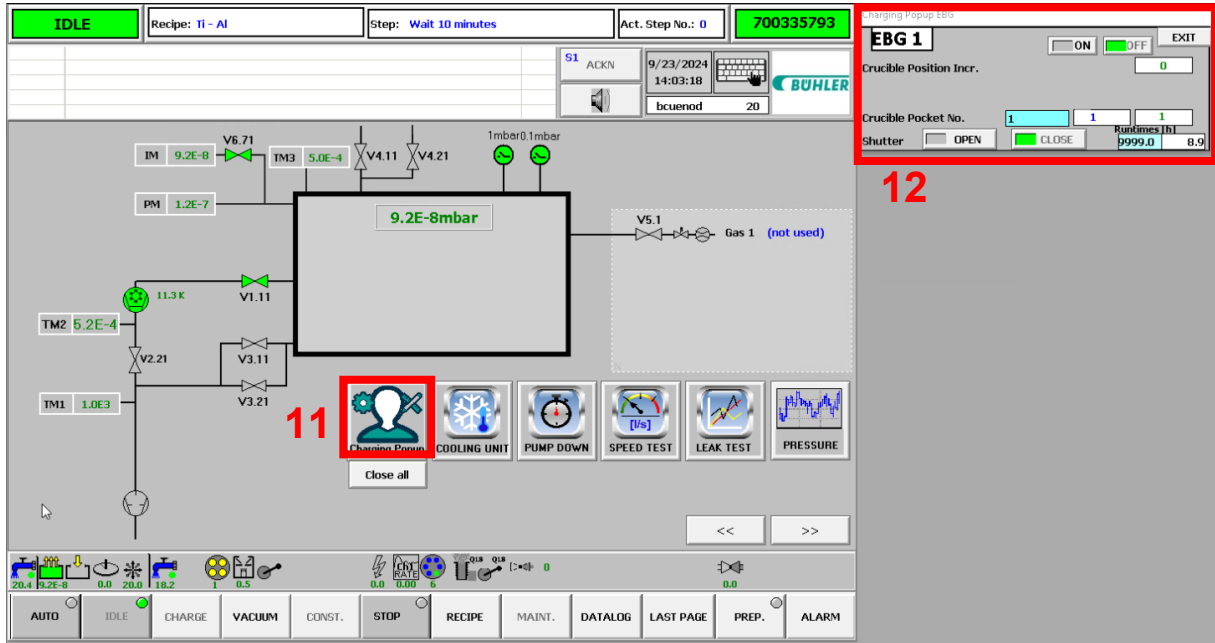 IDLE
Recipe: Ti - Al
Step: Wait 10 minutes
Act. Step No.: 0
700335793
S1 ACKN
9/23/2024
14:03:18
bcuenod 20
BÜHLER
Charging Popup EBG
EBG 1
ON
OFF
EXIT
Crucible Position Incr.
0
Crucible Pocket No.
1
1
1
Runtimes [h]
Shutter
OPEN
CLOSE
9999.0
8.9
12
1mbar 0.1mbar
V6.71
IM 9.2E-8
TM3 5.0E-4
V4.11
V4.21
PM 1.2E-7
9.2E-8mbar
V5.1
Gas 1 (not used)
11.3 K
V1.11
TM2 5.2E-4
V2.21
V3.11
TM1 1.0E3
V3.21
11
[l/s]
Charging Popup
COOLING UNIT
PUMP DOWN
SPEED TEST
LEAK TEST
PRESSURE
Close all
<<
>>
Ch1
RATE
Q1B
Q1B
0
20.4 9.2E-8 0.0 20.0 18.2 1 0.5 0.0 0.00 6 0.0
AUTO
IDLE
CHARGE
VACUUM
CONST.
STOP
RECIPE
MAINT.
DATALOG
LAST PAGE
PREP.
ALARM